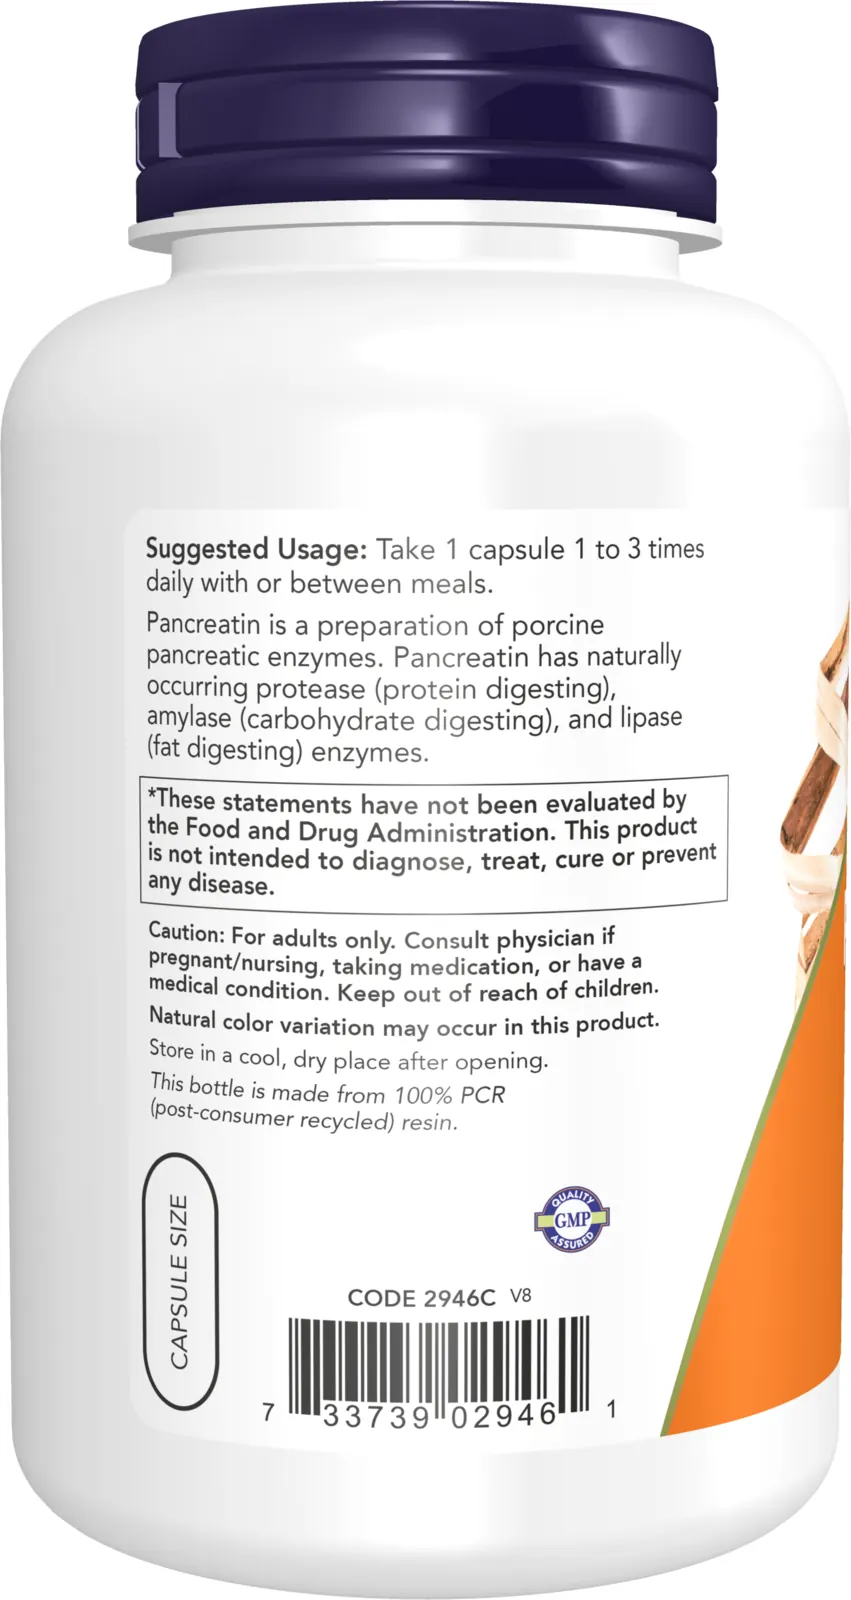 Suggested Usage: Take 1 capsule 1 to 3 times
daily with or between meals.
Pancreatin is a preparation of porcine
pancreatic enzymes. Pancreatin has naturally
occurring protease (protein digesting),
amylase (carbohydrate digesting), and lipase
(fat digesting) enzymes.
*These statements have not been evaluated by
the Food and Drug Administration. This product
is not intended to diagnose, treat, cure or prevent
any disease.
Caution: For adults only. Consult physician if
pregnant/nursing, taking medication, or have a
medical condition. Keep out of reach of children.
Natural color variation may occur in this product.
Store in a cool, dry place after opening.
This bottle is made from 100% PCR
(post-consumer recycled) resin.
CAPSULE SIZE
QUALITY
GMP
ASSURED
CODE 2946C V8
7 33739 02946 1